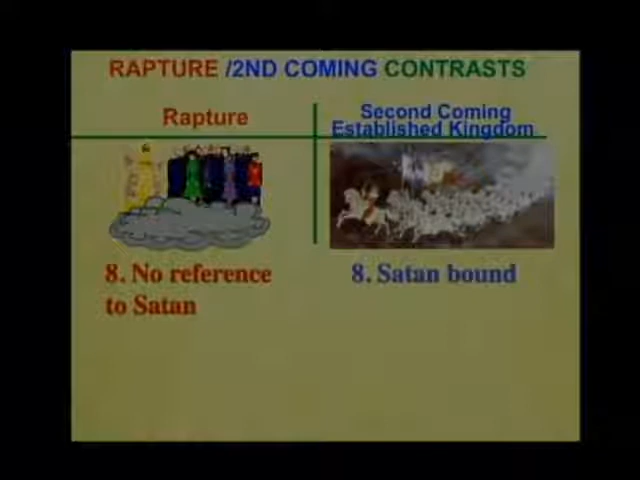 RAPTURE /2ND COMING CONTRASTS
Rapture
Second Coming
Established Kingdom
8. No reference
to Satan
8. Satan bound